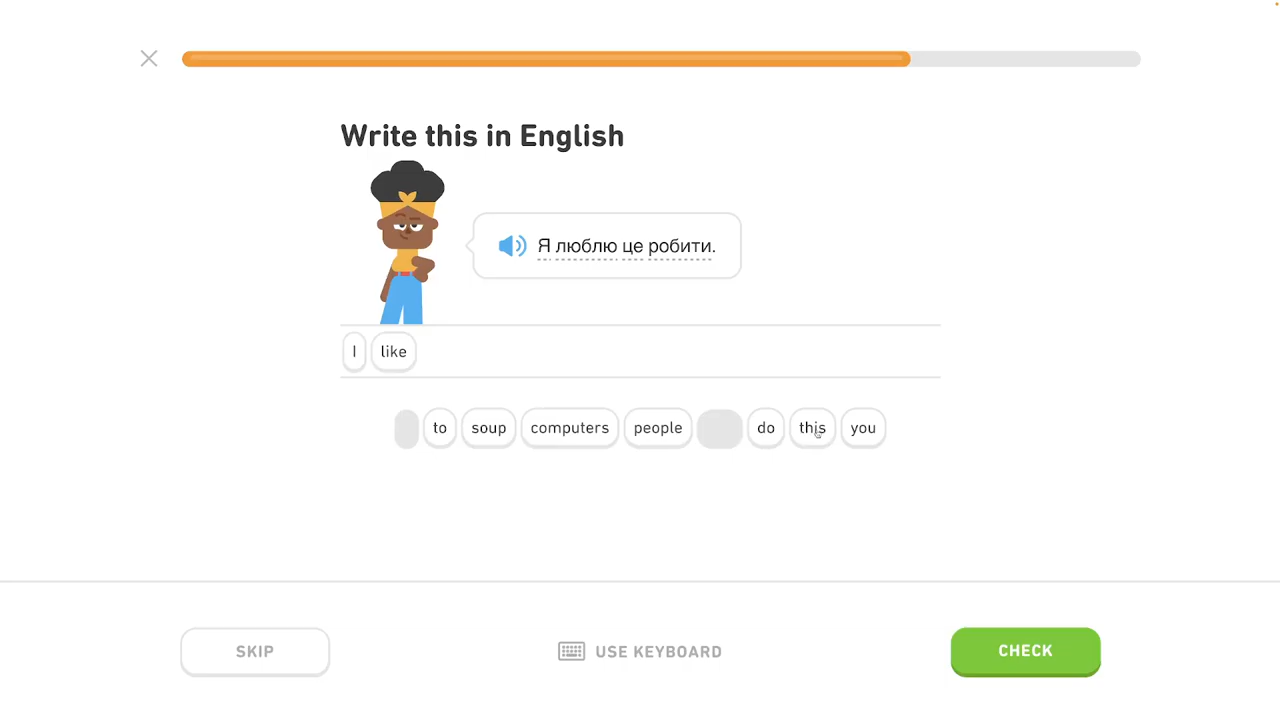 Write this in English
Я люблю це робити.
I like
to soup computers people do this you
SKIP USE KEYBOARD CHECK